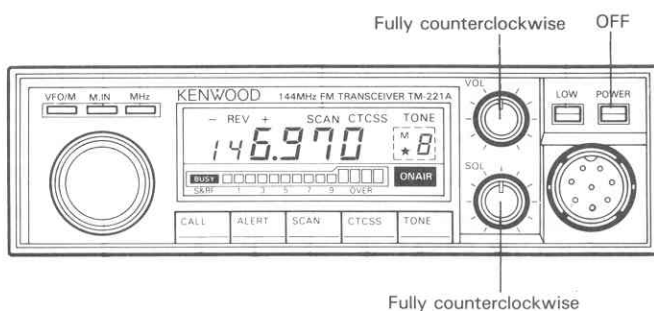 Fully counterclockwise OFF
VFO/M M.IN MHz
KENWOOD 144MHz FM TRANSCEIVER TM-221A
VOL
LOW POWER
− REV + SCAN CTCSS TONE
146.970 M ★ 8
BUSY ON AIR
S&RF 1 3 5 7 9 OVER
SQL
CALL ALERT SCAN CTCSS TONE
Fully counterclockwise